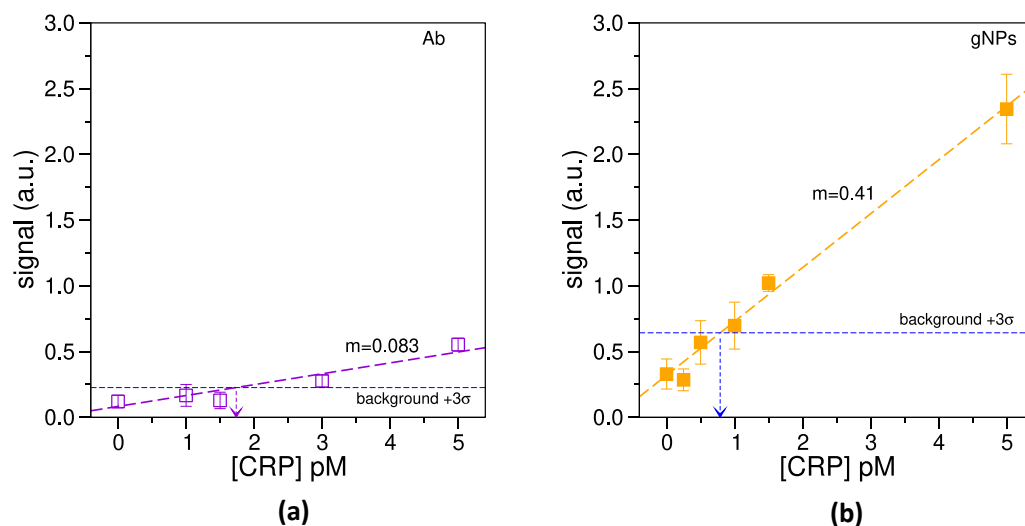 3.0
2.5
2.0
1.5
1.0
0.5
0.0
signal (a.u.)
Ab
m=0.083
background +3σ
0 1 2 3 4 5
[CRP] pM
(a)
3.0
2.5
2.0
1.5
1.0
0.5
0.0
signal (a.u.)
gNPs
m=0.41
background +3σ
0 1 2 3 4 5
[CRP] pM
(b)